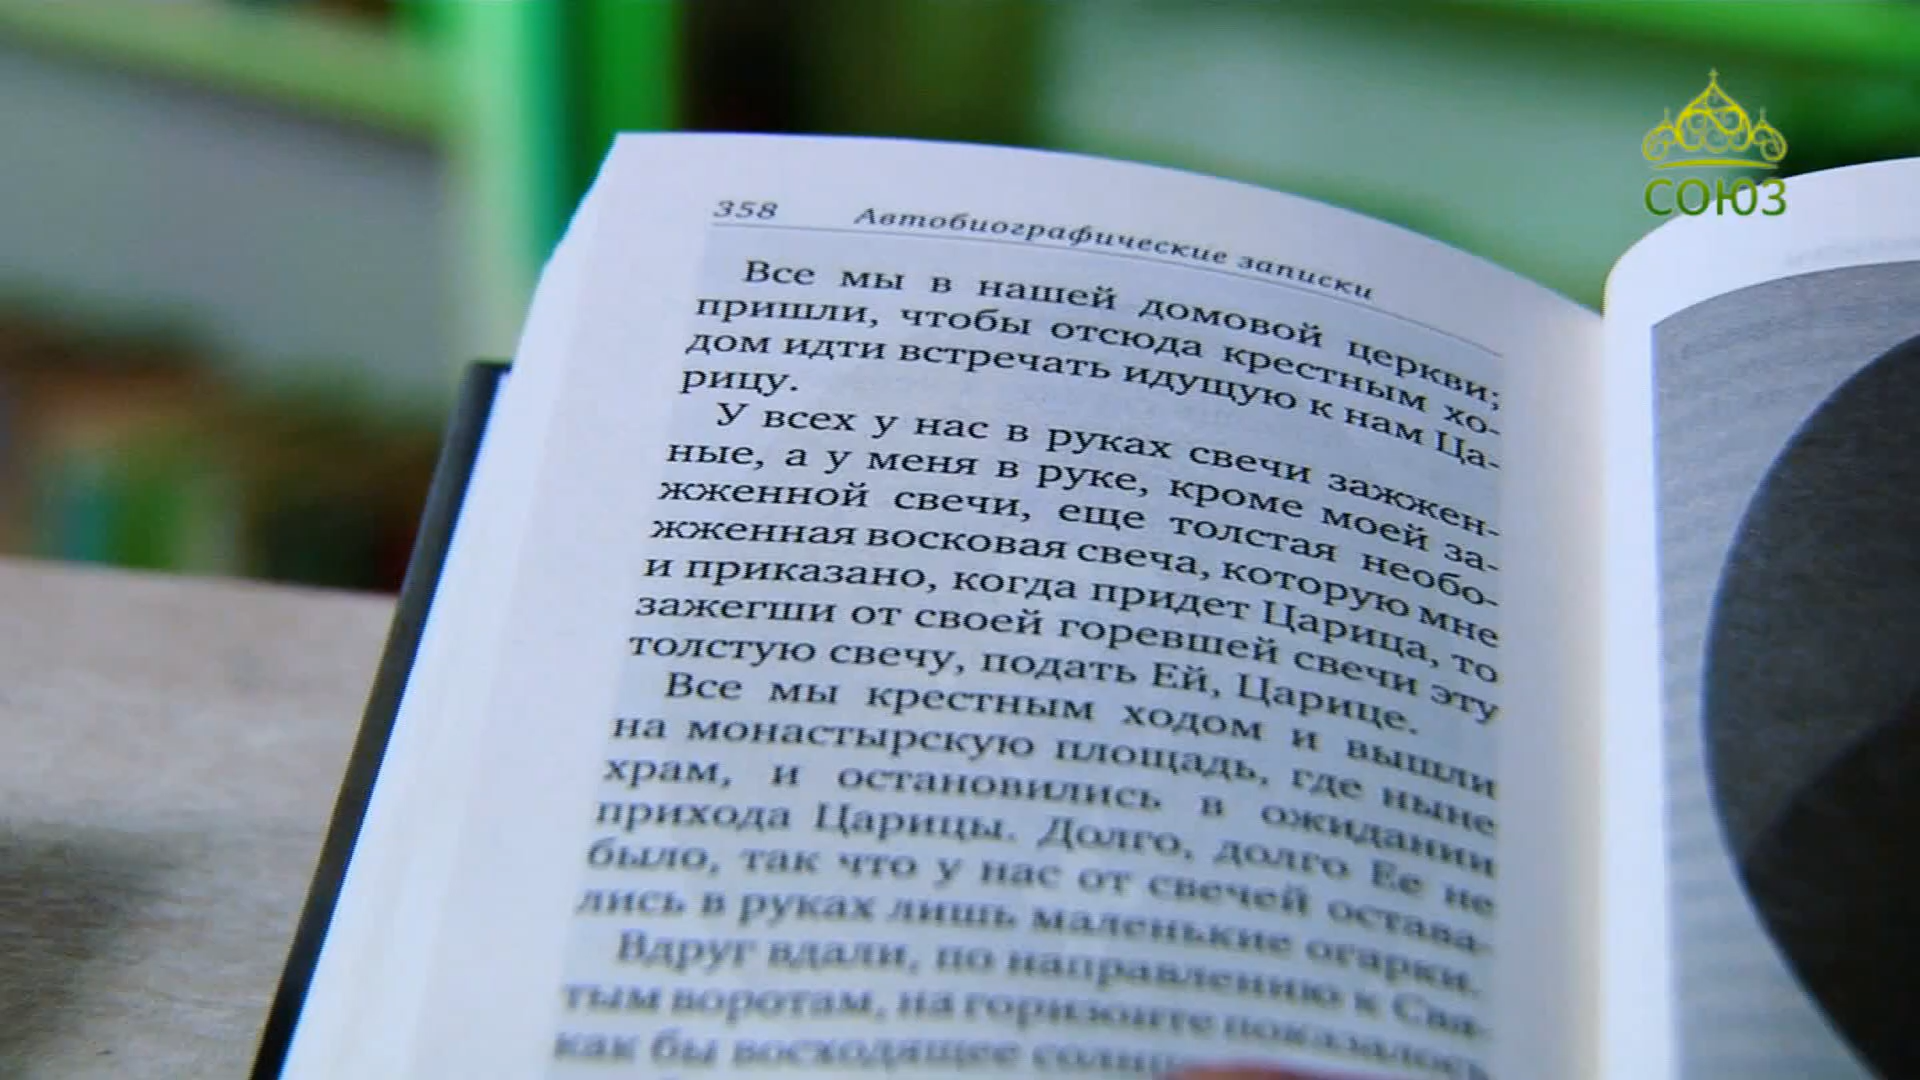 СОЮЗ
358 Автобиографические записки
Все мы в нашей домовой церкви;
пришли, чтобы отсюда крестным хо-
дом идти встречать идущую к нам Ца-
рицу.
У всех у нас в руках свечи зажжен-
ные, а у меня в руке, кроме моей за-
жженной свечи, еще толстая необо-
жженная восковая свеча, которую мне
и приказано, когда придет Царица, то
зажегши от своей горевшей свечи эту
толстую свечу, подать Ей, Царице.
Все мы крестным ходом и вышли
на монастырскую площадь, где ныне
храм, и остановились в ожидании
прихода Царицы. Долго, долго Ее не
было, так что у нас от свечей остава-
лись в руках лишь маленькие огарки.
Вдруг вдали, по направлению к Свя-
тым воротам, на горизонте показалось
как бы восходящее